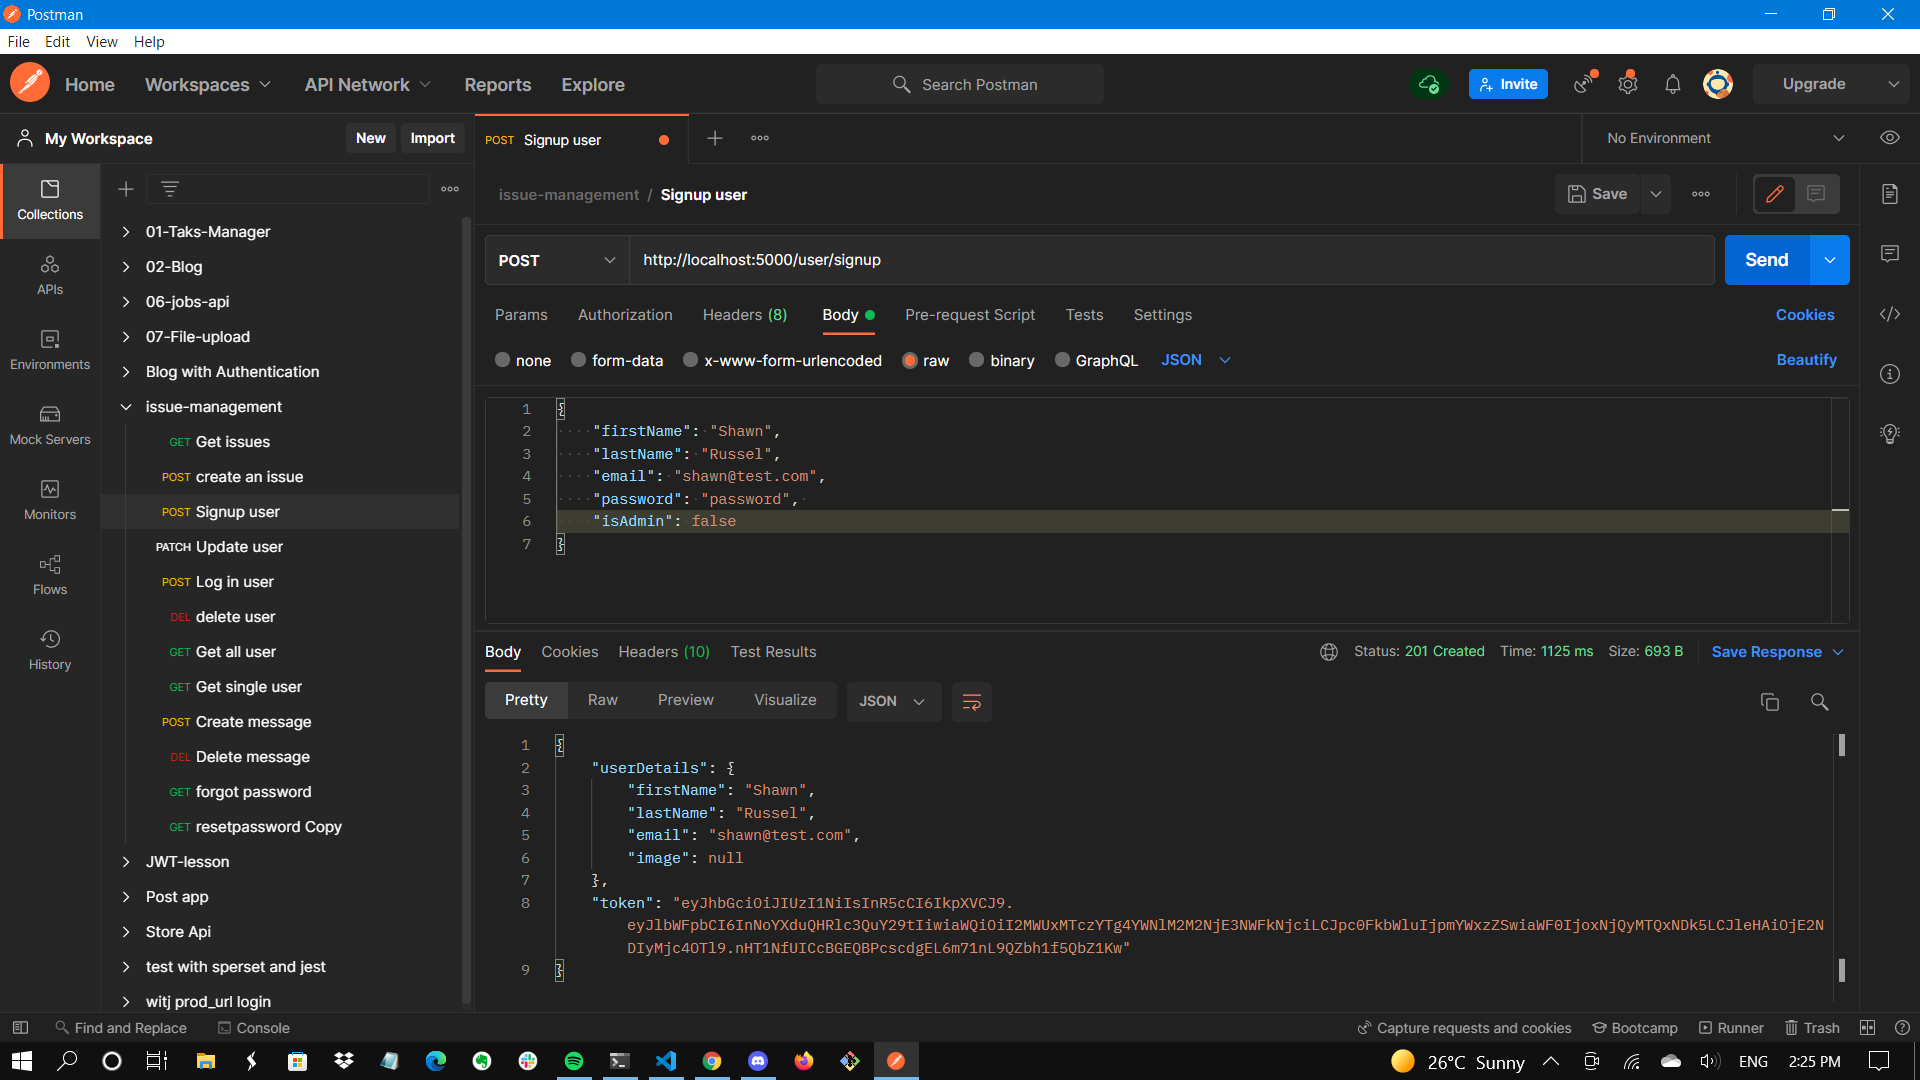 Postman
File Edit View Help
Home Workspaces API Network Reports Explore Search Postman Invite Upgrade
My Workspace New Import POST Signup user No Environment
issue-management / Signup user Save
POST http://localhost:5000/user/signup Send
Params Authorization Headers (8) Body Pre-request Script Tests Settings Cookies
none form-data x-www-form-urlencoded raw binary GraphQL JSON Beautify
Collections
APIs
Environments
Mock Servers
Monitors
Flows
History
01-Taks-Manager
02-Blog
06-jobs-api
07-File-upload
Blog with Authentication
issue-management
GET Get issues
POST create an issue
POST Signup user
PATCH Update user
POST Log in user
DEL delete user
GET Get all user
GET Get single user
POST Create message
DEL Delete message
GET forgot password
GET resetpassword Copy
JWT-lesson
Post app
Store Api
test with sperset and jest
witj prod_url login
1 {
2 "firstName": "Shawn",
3 "lastName": "Russel",
4 "email": "shawn@test.com",
5 "password": "password",
6 "isAdmin": false
7 }
Body Cookies Headers (10) Test Results Status: 201 Created Time: 1125 ms Size: 693 B Save Response
Pretty Raw Preview Visualize JSON
1 {
2 "userDetails": {
3 "firstName": "Shawn",
4 "lastName": "Russel",
5 "email": "shawn@test.com",
6 "image": null
7 },
8 "token": "eyJhbGciOiJIUzI1NiIsInR5cCI6IkpXVCJ9.
eyJlbWFpbCI6InNoYXduQHRlc3QuY29tIiwiaWQiOiI2MWUxMTczYTg4YWNlM2M2NjE3NWFkNjciLCJpc0FkbWluIjpmYWxzZSwiaWF0IjoxNjQyMTQxNDk5LCJleHAiOjE2N
DIyMjc4OTl9.nHT1NfUICcBGEQBPcscdgEL6m71nL9QZbh1f5QbZ1Kw"
9 }
Find and Replace Console Capture requests and cookies Bootcamp Runner Trash
26°C Sunny ENG 2:25 PM